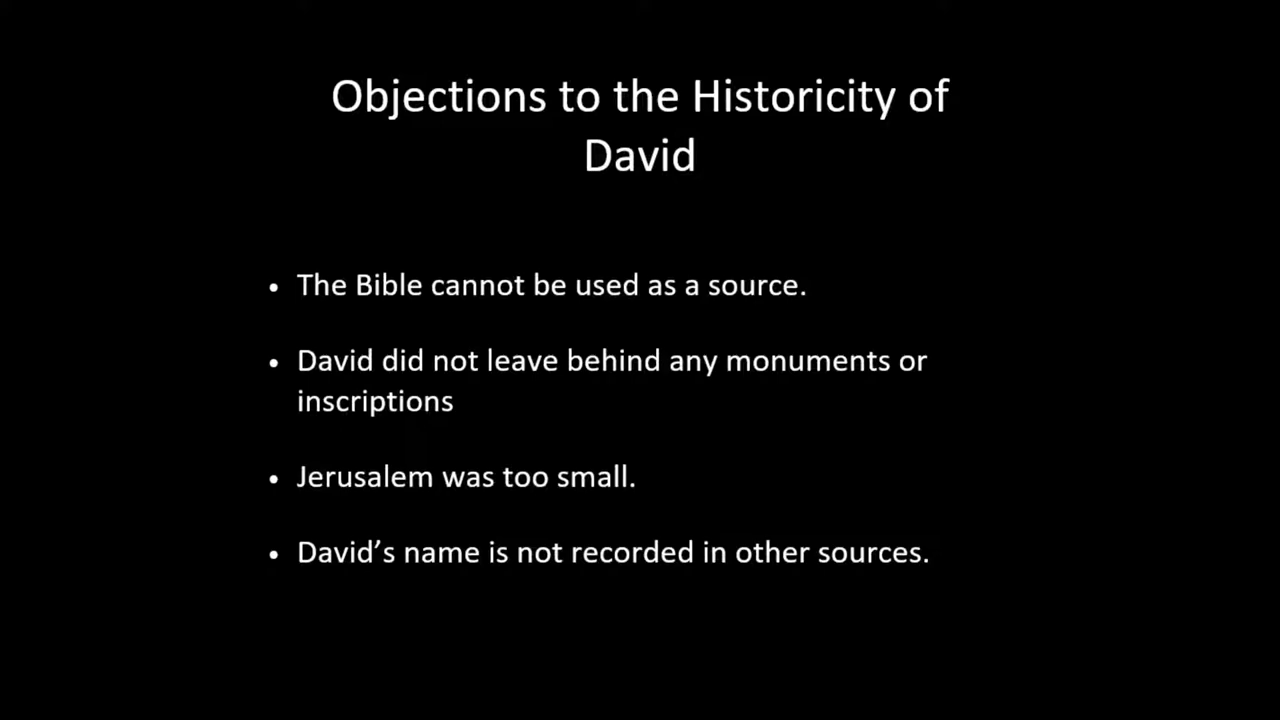 Objections to the Historicity of
David
• The Bible cannot be used as a source.
• David did not leave behind any monuments or
inscriptions
• Jerusalem was too small.
• David’s name is not recorded in other sources.